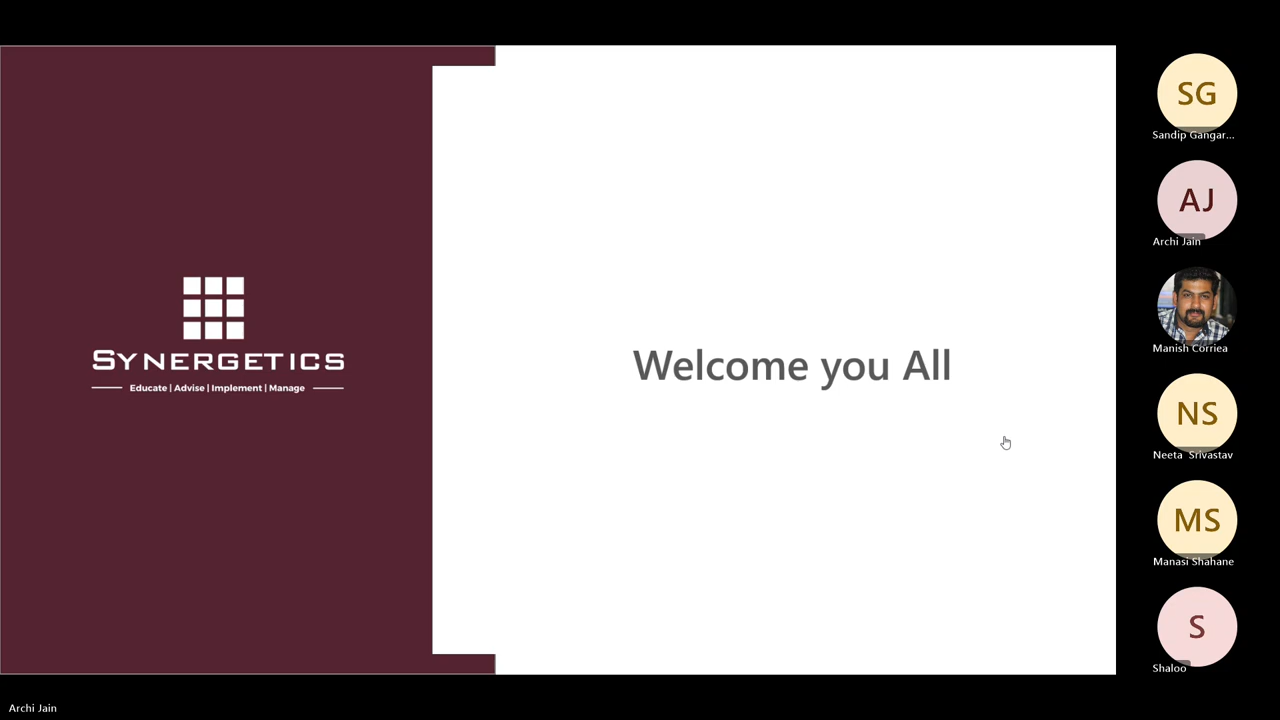 SYNERGETICS
Educate | Advise | Implement | Manage
Welcome you All
SG
Sandip Gangar...
AJ
Archi Jain
Manish Corriea
NS
Neeta Srivastav
MS
Manasi Shahane
S
Shaloo
Archi Jain